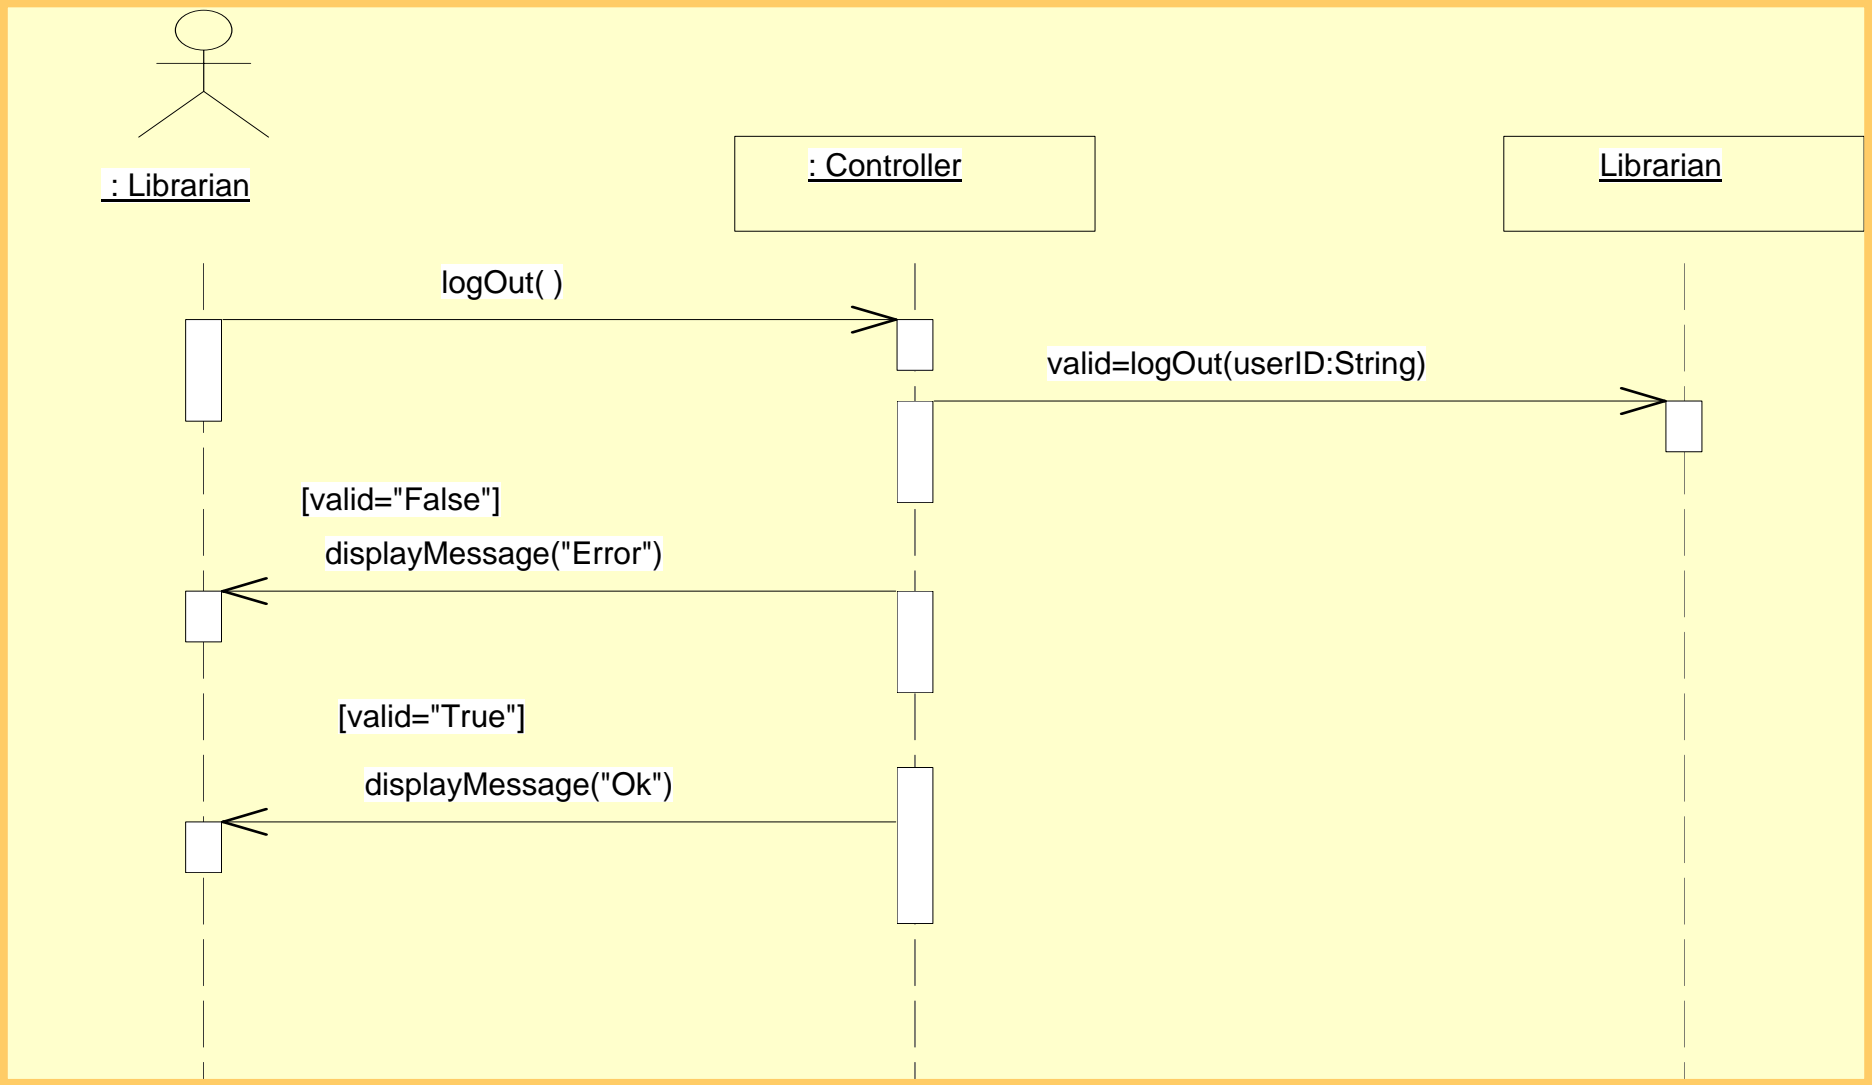 : Librarian
: Controller
Librarian
logOut( )
valid=logOut(userID:String)
[valid="False"]
displayMessage("Error")
[valid="True"]
displayMessage("Ok")